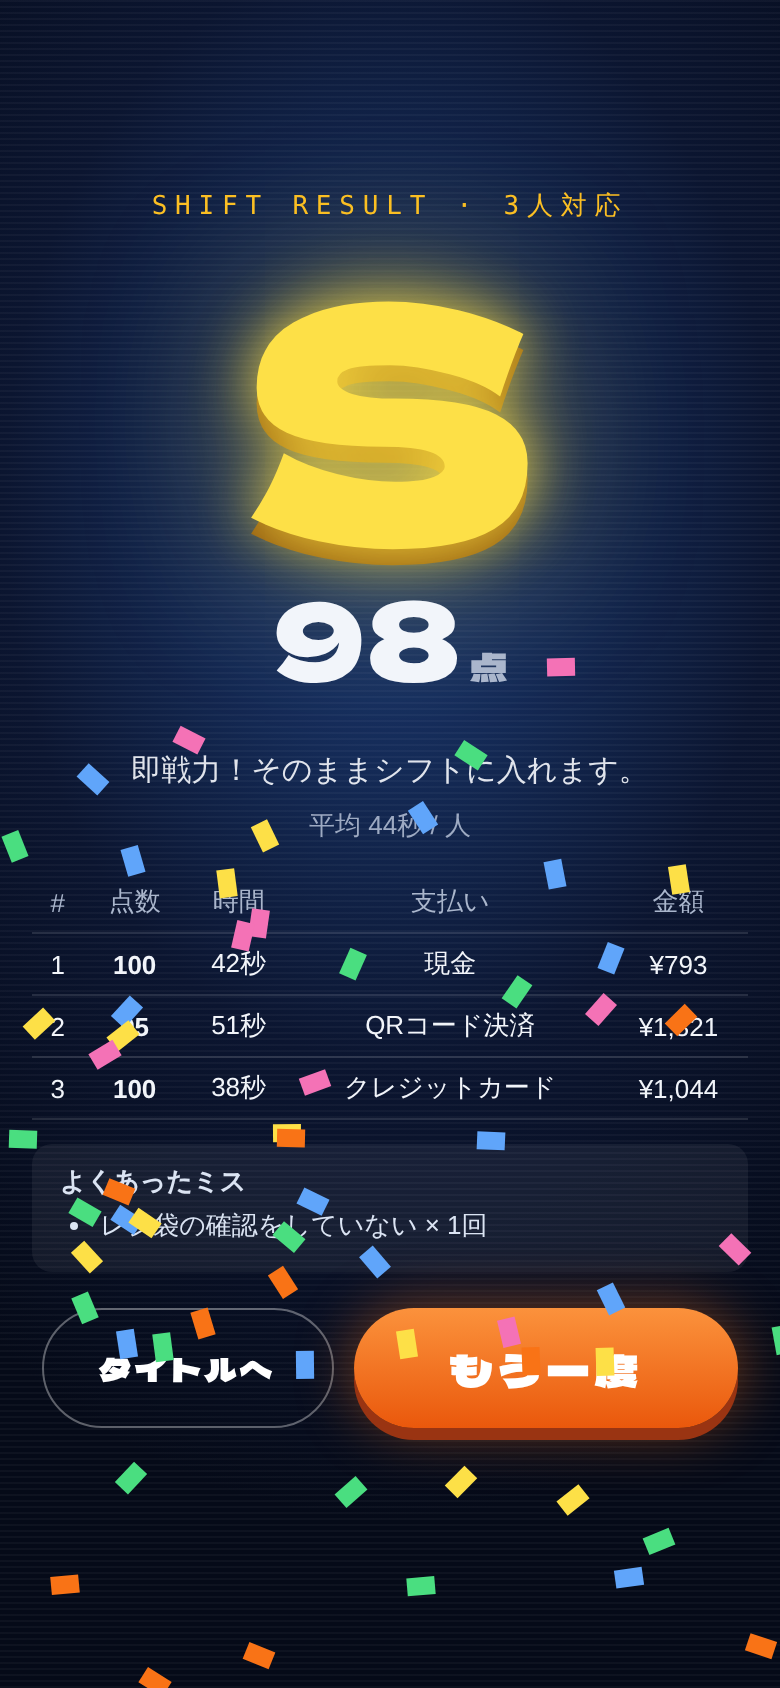 SHIFT RESULT · 3人対応
S
98点
即戦力！そのままシフトに入れます。
平均 44秒 / 人
# 点数 時間 支払い 金額
1 100 42秒 現金 ¥793
2 51秒 QRコード決済
3 100 38秒 クレジットカード ¥1,044
よくあったミス
• レジ袋の確認をしていない × 1回
タイトルへ
もう一度